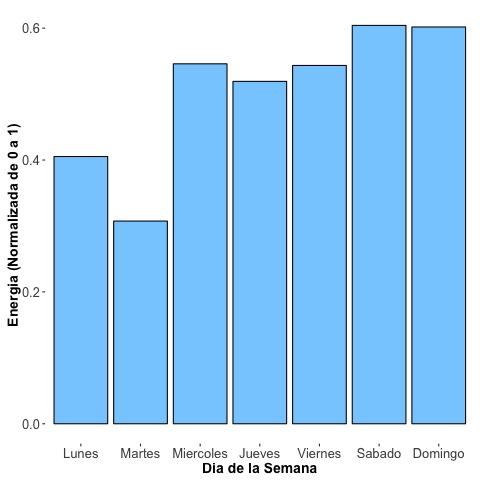 Energia (Normalizada de 0 a 1)
0.6
0.4
0.2
0.0
Lunes Martes Miercoles Jueves Viernes Sabado Domingo
Dia de la Semana